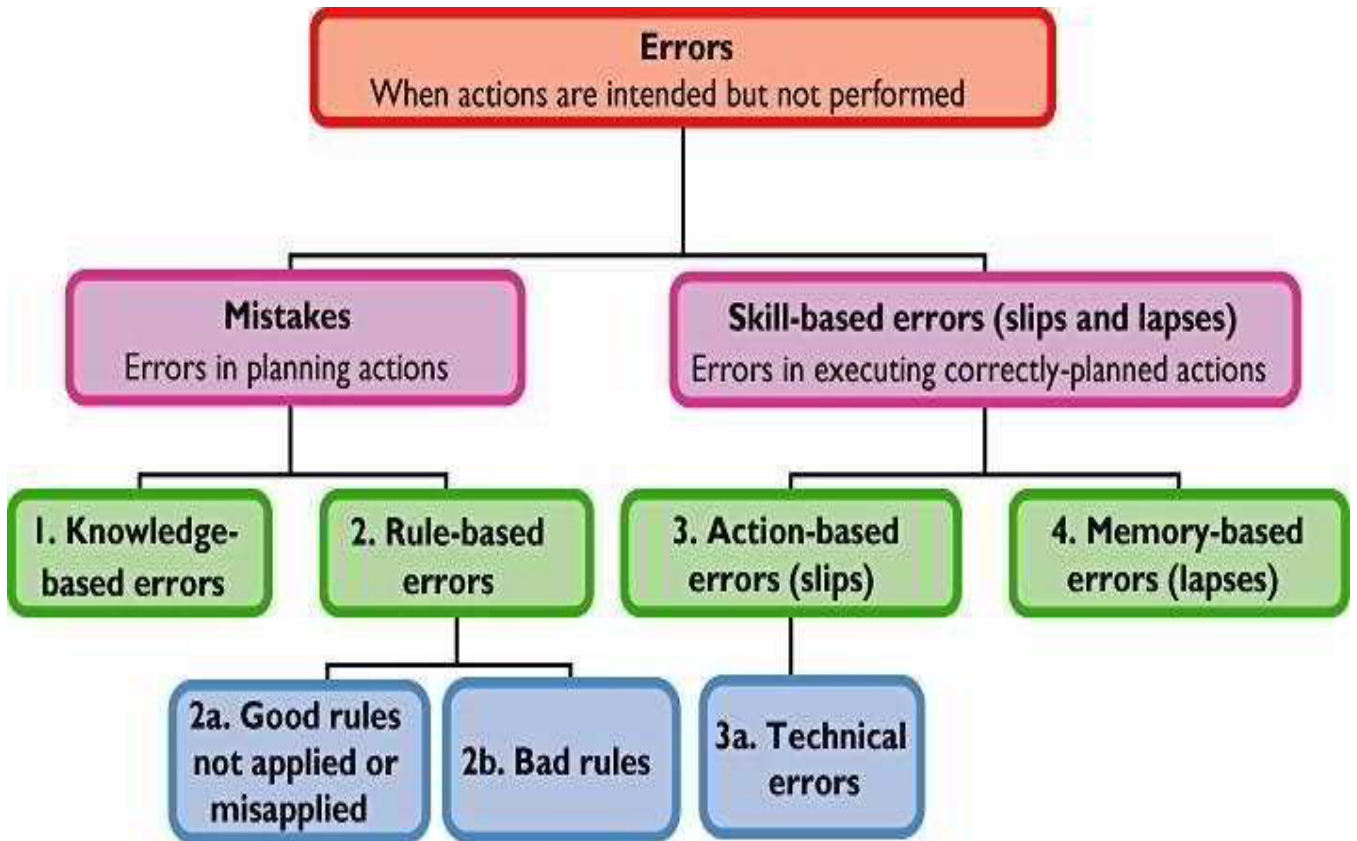 Errors
When actions are intended but not performed
Mistakes
Errors in planning actions
Skill-based errors (slips and lapses)
Errors in executing correctly-planned actions
1. Knowledge-
based errors
2. Rule-based
errors
3. Action-based
errors (slips)
4. Memory-based
errors (lapses)
2a. Good rules
not applied or
misapplied
2b. Bad rules
3a. Technical
errors